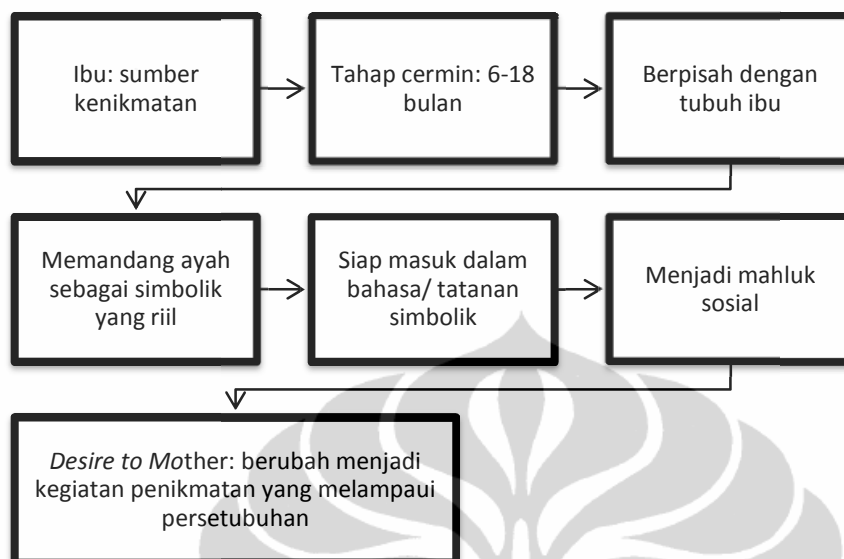 Ibu: sumber
kenikmatan
Tahap cermin: 6-18
bulan
Berpisah dengan
tubuh ibu
Memandang ayah
sebagai simbolik
yang riil
Siap masuk dalam
bahasa/ tatanan
simbolik
Menjadi mahluk
sosial
Desire to Mother: berubah menjadi
kegiatan penikmatan yang melampaui
persetubuhan